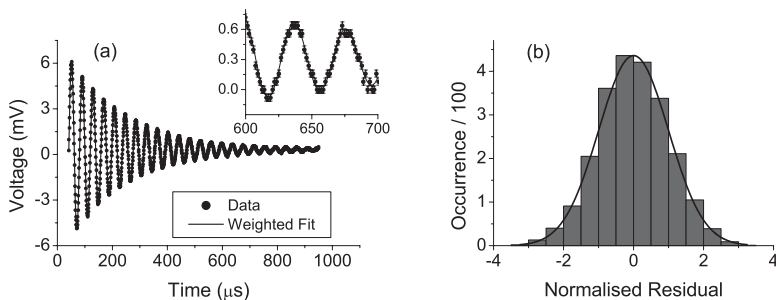 (a)
Voltage (mV)
6
3
0
-3
-6
0 200 400 600 800 1000
Time (μs)
Data
Weighted Fit
0.6
0.3
0.0
600 650 700
(b)
Occurrence / 100
4
3
2
1
0
-4 -2 0 2 4
Normalised Residual